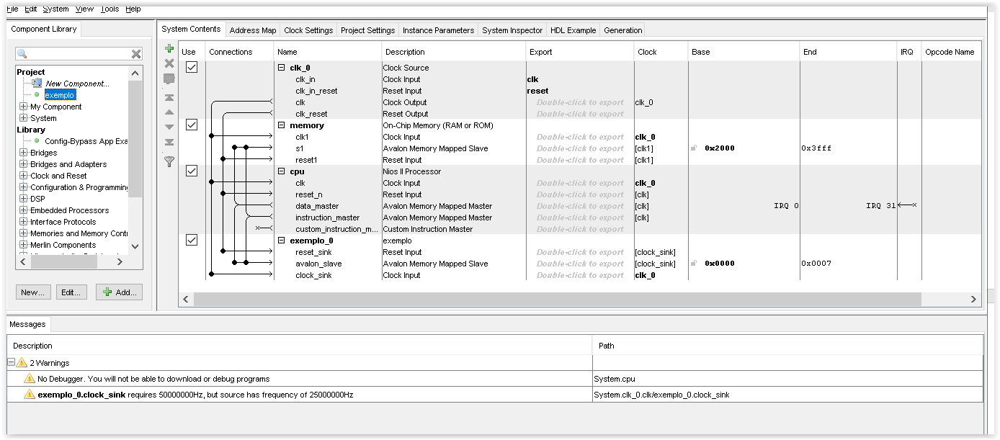 File Edit System View Tools Help
Component Library
System Contents Address Map Clock Settings Project Settings Instance Parameters System Inspector HDL Example Generation
Project
New Component...
exemplo
My Component
System
Library
Config-Bypass App Exa
Bridges
Bridges and Adapters
Clock and Reset
Configuration & Programming
DSP
Embedded Processors
Interface Protocols
Memories and Memory Contr
Merlin Components
New... Edit... Add...
Use Connections Name Description Export Clock Base End IRQ Opcode Name
clk_0 Clock Source
clk_in Clock Input clk
clk_in_reset Reset Input reset
clk Clock Output Double-click to export clk_0
clk_reset Reset Output Double-click to export
memory On-Chip Memory (RAM or ROM)
clk1 Clock Input Double-click to export clk_0
s1 Avalon Memory Mapped Slave Double-click to export [clk1] 0x2000 0x3fff
reset1 Reset Input Double-click to export [clk1]
cpu Nios II Processor
clk Clock Input Double-click to export clk_0
reset_n Reset Input Double-click to export [clk]
data_master Avalon Memory Mapped Master Double-click to export [clk] IRQ 0 IRQ 31
instruction_master Avalon Memory Mapped Master Double-click to export [clk]
custom_instruction_m... Custom Instruction Master Double-click to export
exemplo_0 exemplo
reset_sink Reset Input Double-click to export [clock_sink]
avalon_slave Avalon Memory Mapped Slave Double-click to export [clock_sink] 0x0000 0x0007
clock_sink Clock Input Double-click to export clk_0
Messages
Description Path
2 Warnings
No Debugger. You will not be able to download or debug programs System.cpu
exemplo_0.clock_sink requires 50000000Hz, but source has frequency of 25000000Hz System.clk_0.clk/exemplo_0.clock_sink